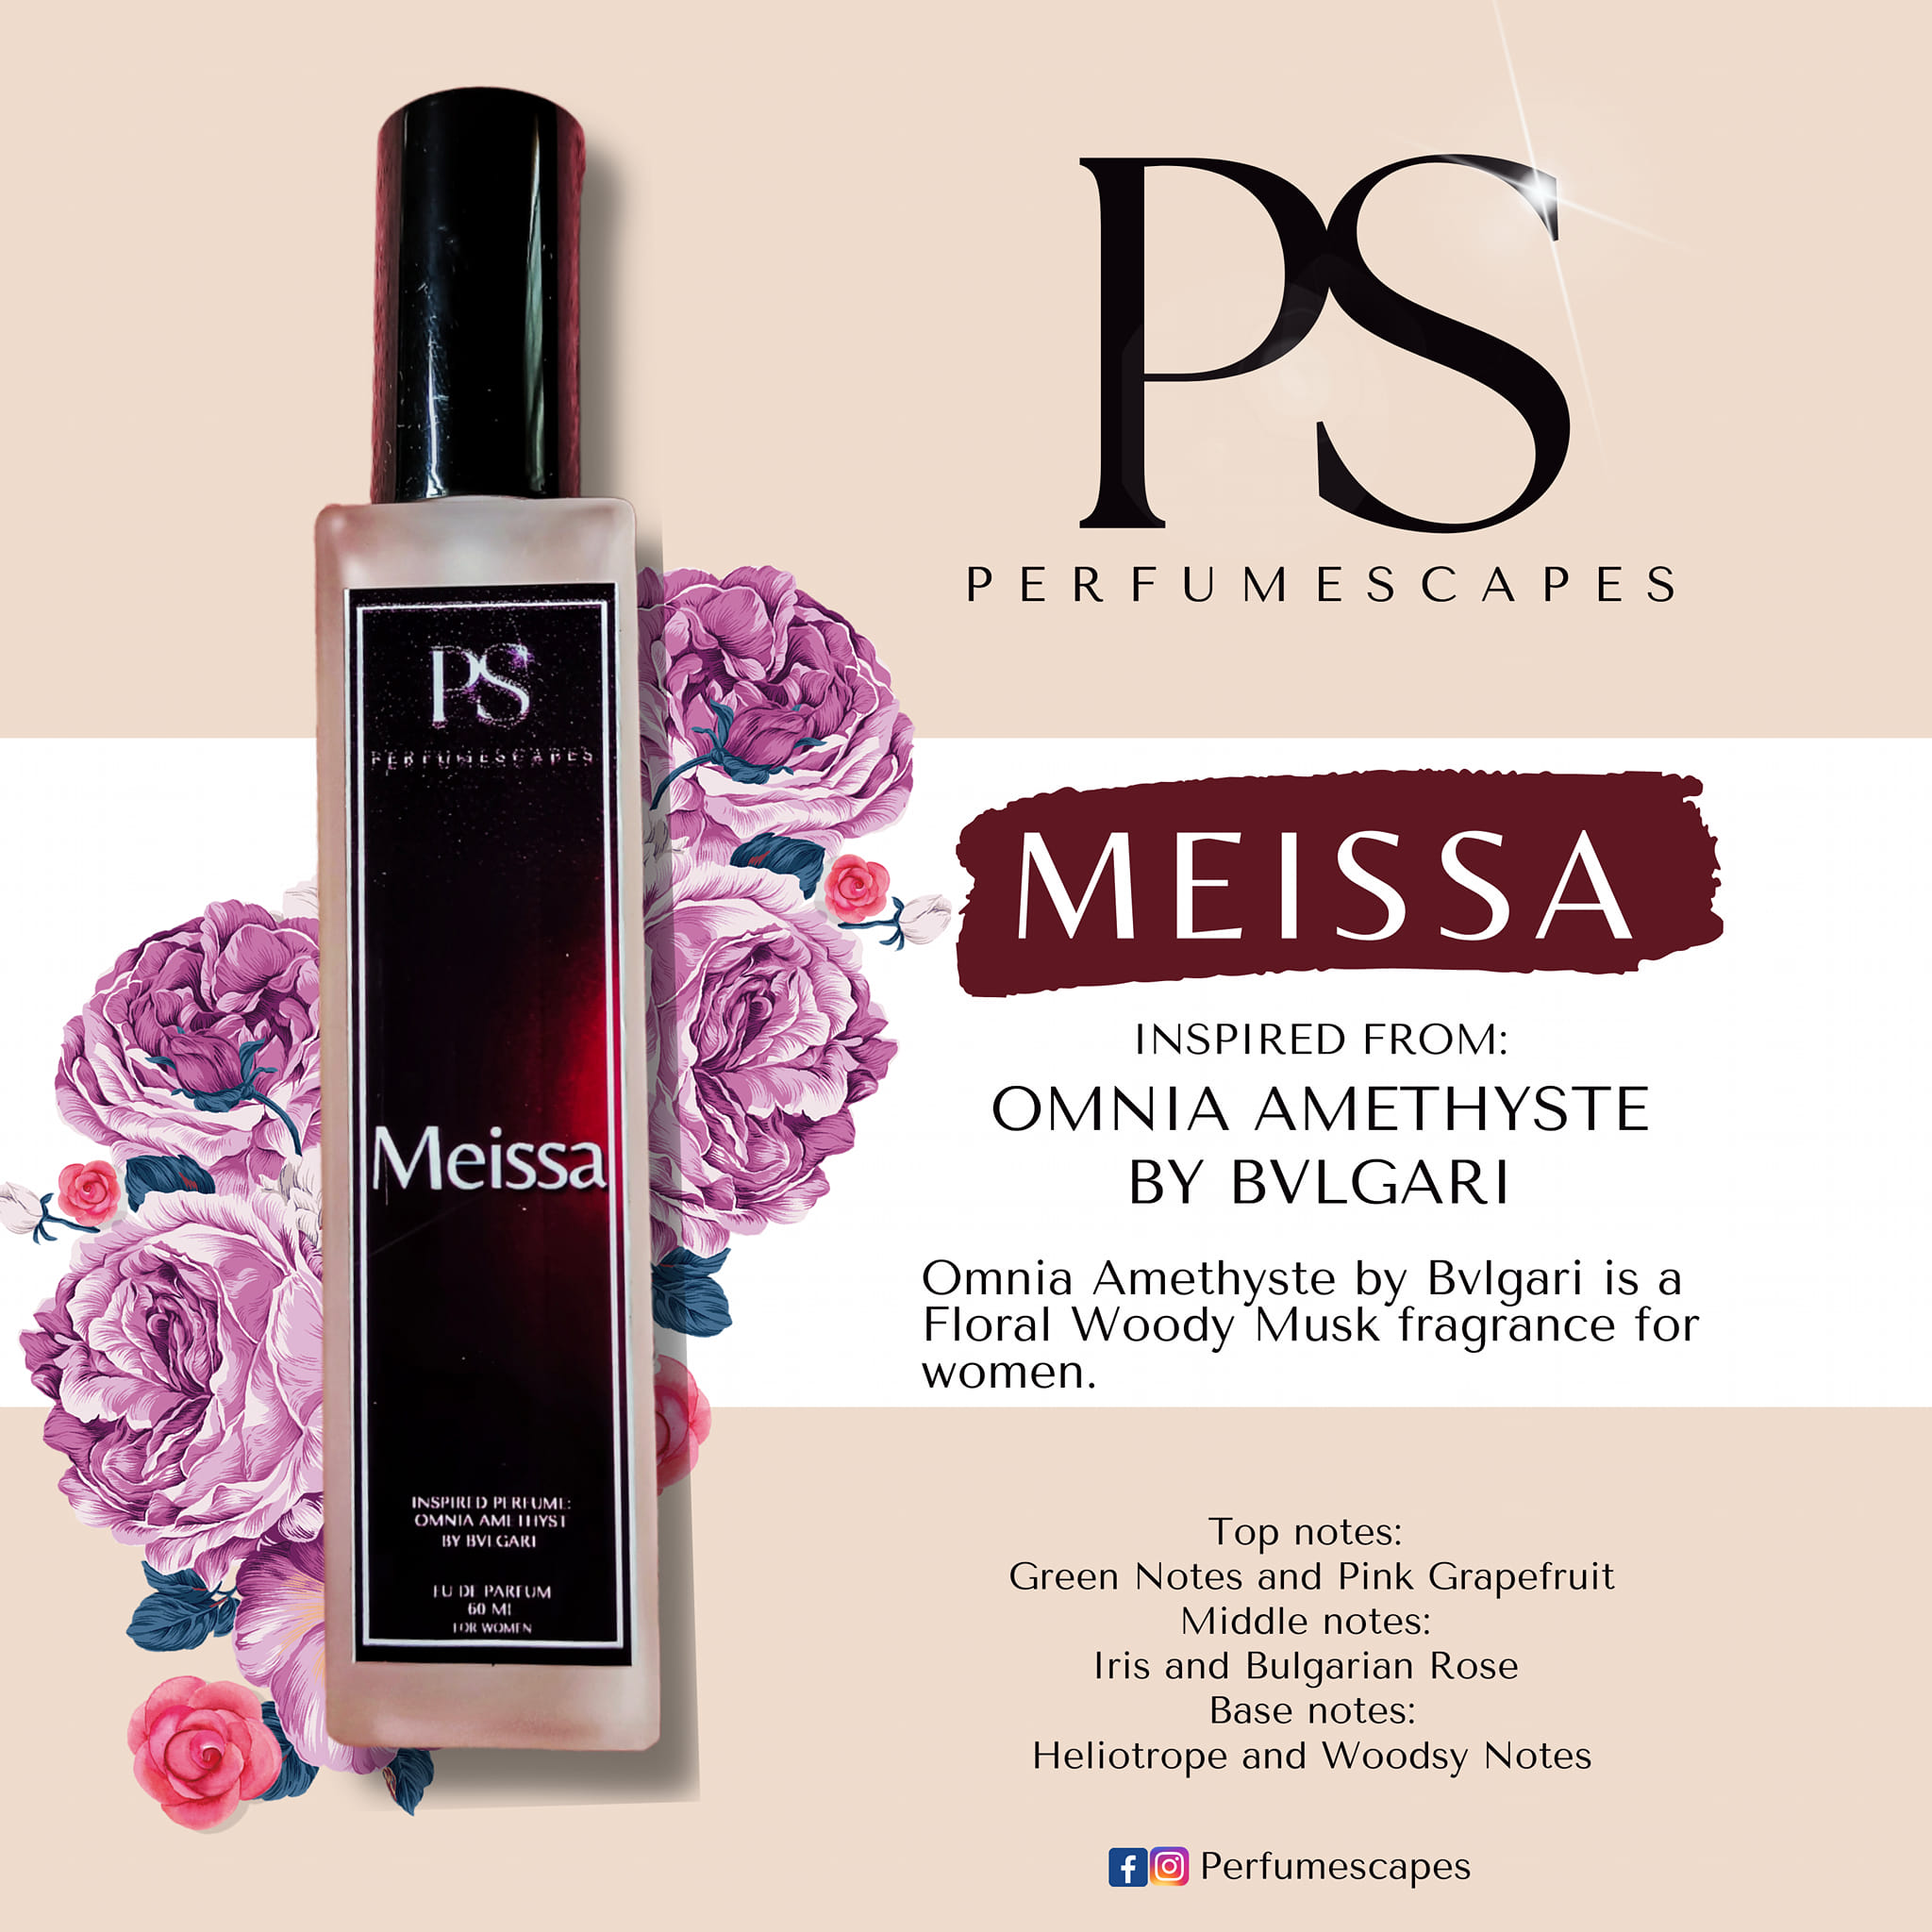 PS
PERFUMESCAPES
MEISSA
INSPIRED FROM:
OMNIA AMETHYSTE
BY BVLGARI
Omnia Amethyste by Bvlgari is a
Floral Woody Musk fragrance for
women.
Top notes:
Green Notes and Pink Grapefruit
Middle notes:
Iris and Bulgarian Rose
Base notes:
Heliotrope and Woodsy Notes
Perfumescapes
PS
PERFUMESCAPES
Meissa
INSPIRED PERFUME:
OMNIA AMETHYST
BY BVLGARI
EU DE PARFUM
60 ML
FOR WOMEN